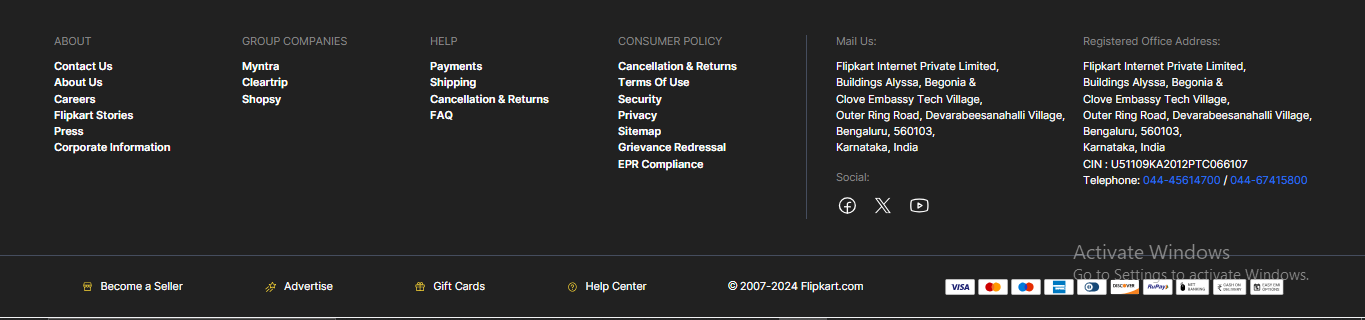 ABOUT
Contact Us
About Us
Careers
Flipkart Stories
Press
Corporate Information
GROUP COMPANIES
Myntra
Cleartrip
Shopsy
HELP
Payments
Shipping
Cancellation & Returns
FAQ
CONSUMER POLICY
Cancellation & Returns
Terms Of Use
Security
Privacy
Sitemap
Grievance Redressal
EPR Compliance
Mail Us:
Flipkart Internet Private Limited,
Buildings Alyssa, Begonia &
Clove Embassy Tech Village,
Outer Ring Road, Devarabeesanahalli Village,
Bengaluru, 560103,
Karnataka, India
Social:
Registered Office Address:
Flipkart Internet Private Limited,
Buildings Alyssa, Begonia &
Clove Embassy Tech Village,
Outer Ring Road, Devarabeesanahalli Village,
Bengaluru, 560103,
Karnataka, India
CIN : U51109KA2012PTC066107
Telephone: 044-45614700 / 044-67415800
Activate Windows
Go to Settings to activate Windows.
Become a Seller
Advertise
Gift Cards
Help Center
© 2007-2024 Flipkart.com
VISA
DISCOVER
RuPay
NET BANKING
CASH ON DELIVERY
EASY EMI OPTIONS